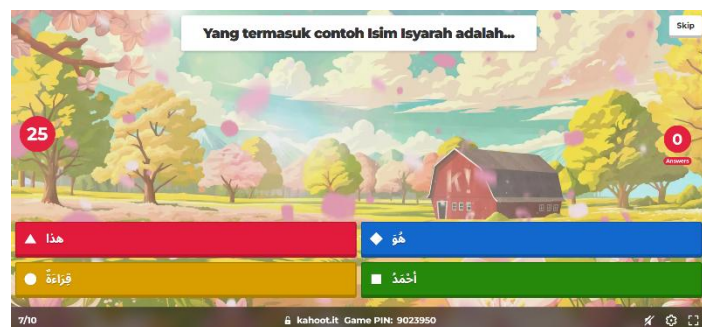 Yang termasuk contoh Isim Isyarah adalah...
Skip
25
0
Answers
K!
هذا
هُوَ
قِرَاءَةٌ
أَحْمَدُ
7/10
kahoot.it Game PIN: 9023950